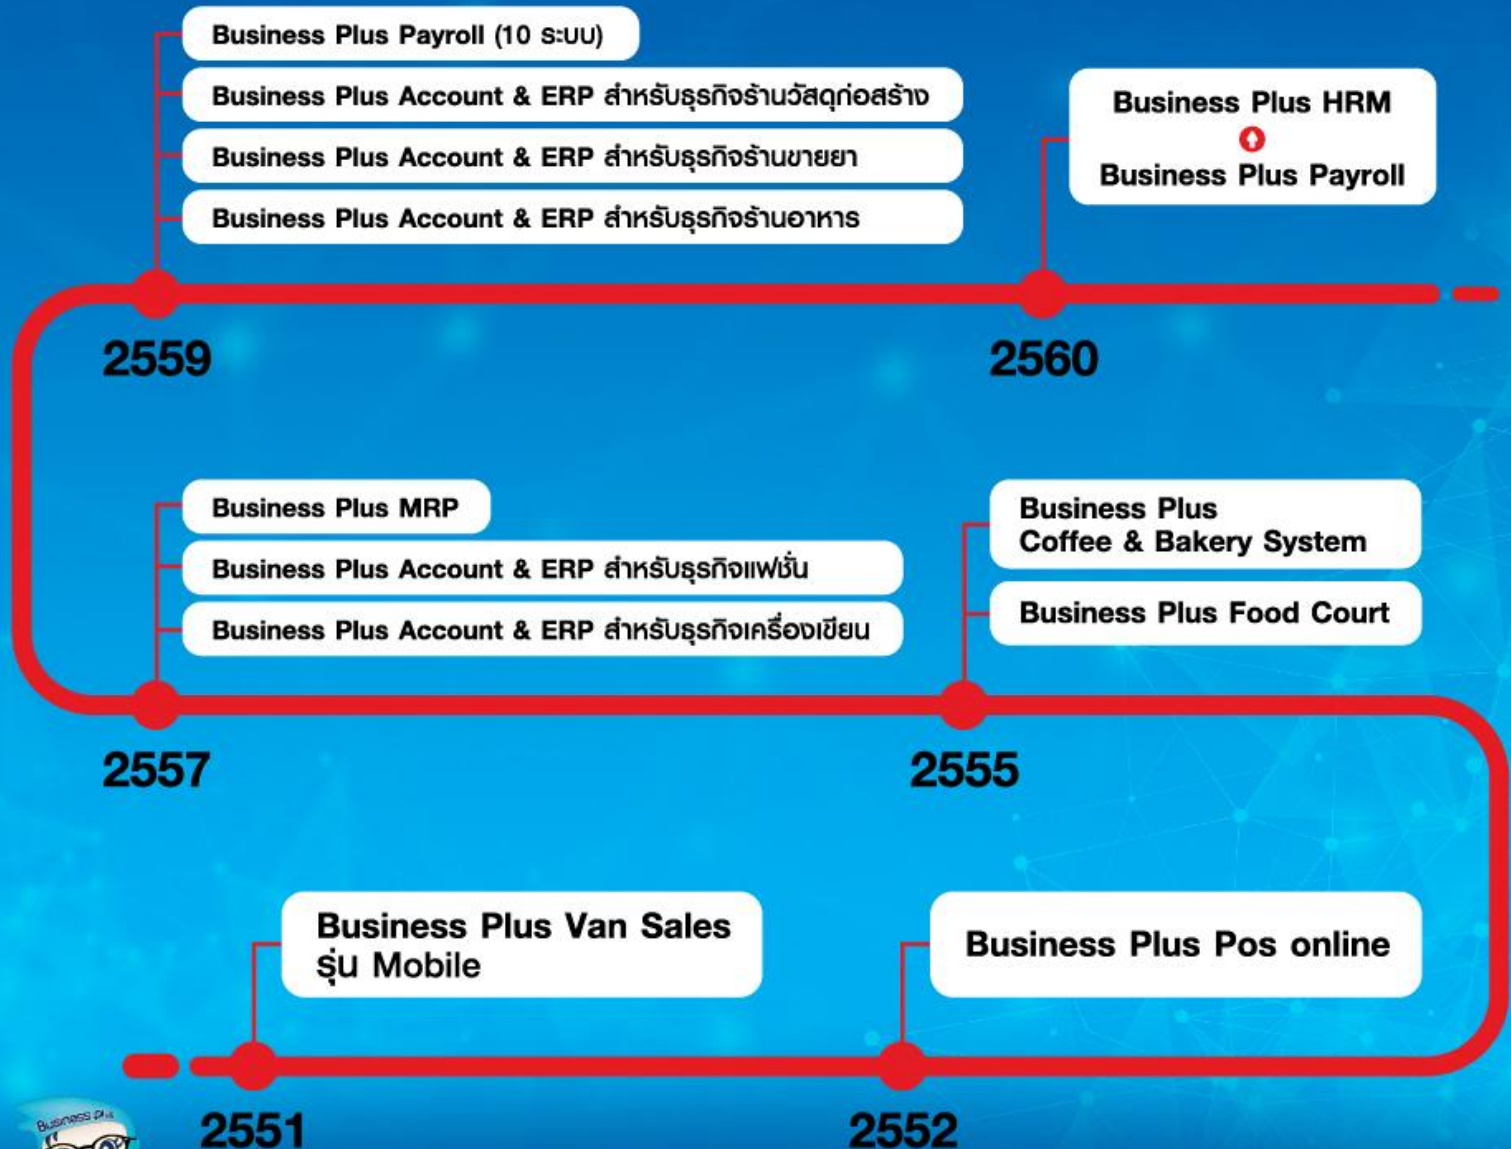 Business Plus Payroll (10 ระบบ)
Business Plus Account & ERP สำหรับธุรกิจร้านวัสดุก่อสร้าง
Business Plus Account & ERP สำหรับธุรกิจร้านขายยา
Business Plus Account & ERP สำหรับธุรกิจร้านอาหาร
Business Plus HRM
Business Plus Payroll
2559
2560
Business Plus MRP
Business Plus Account & ERP สำหรับธุรกิจแฟชั่น
Business Plus Account & ERP สำหรับธุรกิจเครื่องเขียน
Business Plus
Coffee & Bakery System
Business Plus Food Court
2557
2555
Business Plus Van Sales
รุ่น Mobile
Business Plus Pos online
Business plus
2551
2552